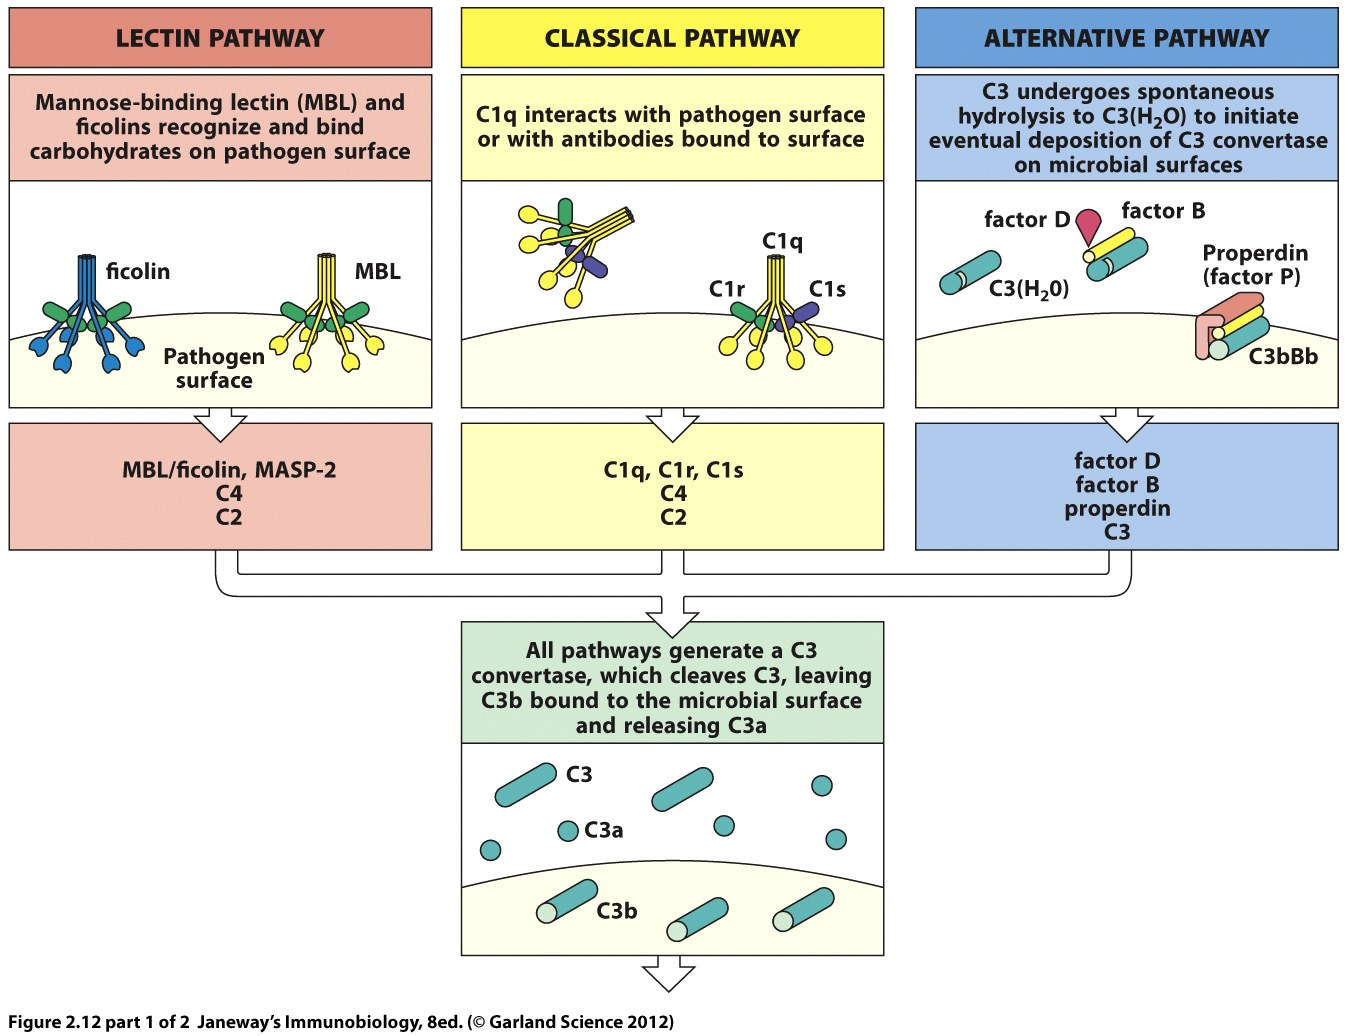 LECTIN PATHWAY
Mannose-binding lectin (MBL) and
ficolins recognize and bind
carbohydrates on pathogen surface
ficolin
MBL
Pathogen
surface
MBL/ficolin, MASP-2
C4
C2
CLASSICAL PATHWAY
C1q interacts with pathogen surface
or with antibodies bound to surface
C1q
C1r
C1s
C1q, C1r, C1s
C4
C2
ALTERNATIVE PATHWAY
C3 undergoes spontaneous
hydrolysis to C3(H₂O) to initiate
eventual deposition of C3 convertase
on microbial surfaces
factor D
factor B
C3(H₂0)
Properdin
(factor P)
C3bBb
factor D
factor B
properdin
C3
All pathways generate a C3
convertase, which cleaves C3, leaving
C3b bound to the microbial surface
and releasing C3a
C3
C3a
C3b
Figure 2.12 part 1 of 2 Janeway's Immunobiology, 8ed. (© Garland Science 2012)